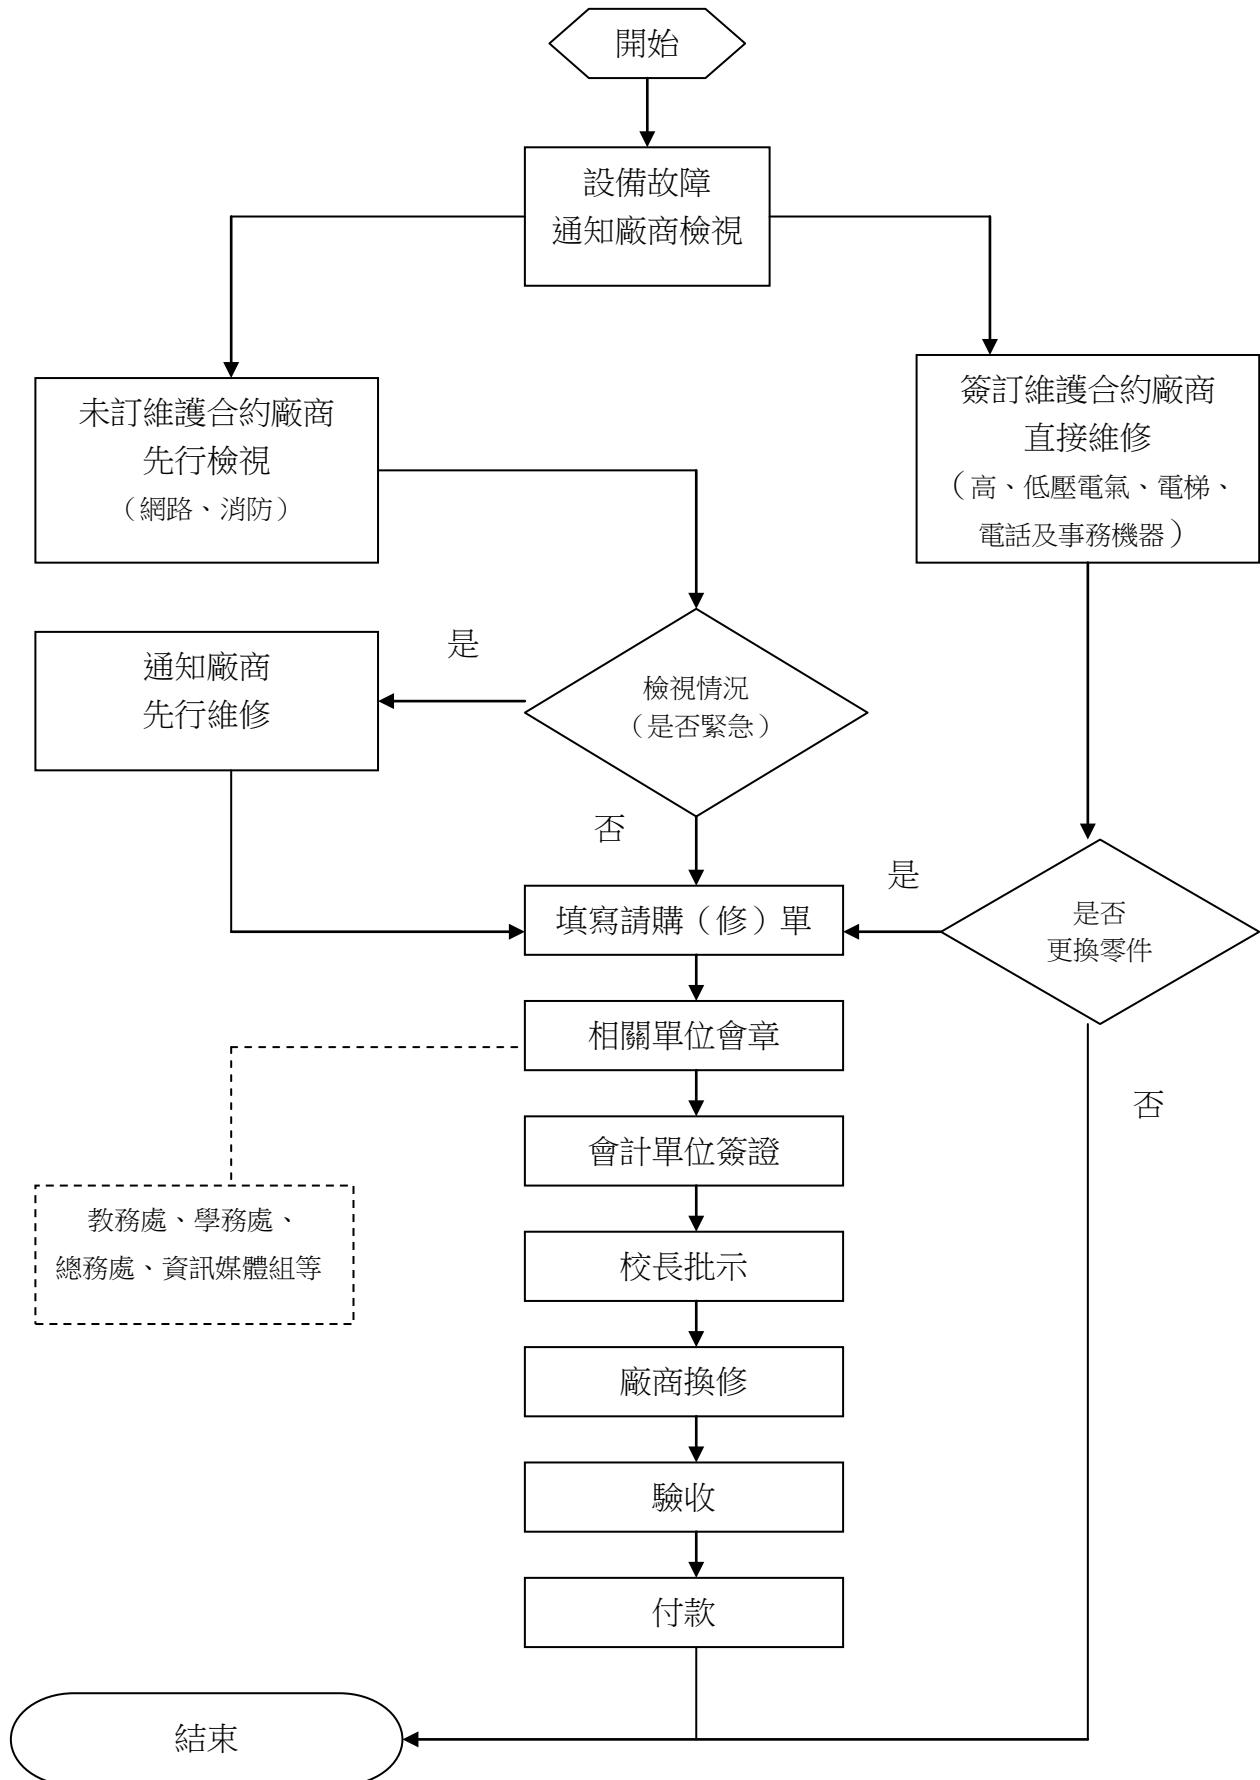 開始
設備故障
通知廠商檢視
未訂維護合約廠商
先行檢視
（網路、消防）
簽訂維護合約廠商
直接維修
（高、低壓電氣、電梯、
電話及事務機器）
通知廠商
先行維修
是
檢視情況
（是否緊急）
否
是
是否
更換零件
填寫請購（修）單
相關單位會章
否
會計單位簽證
教務處、學務處、
總務處、資訊媒體組等
校長批示
廠商換修
驗收
付款
結束